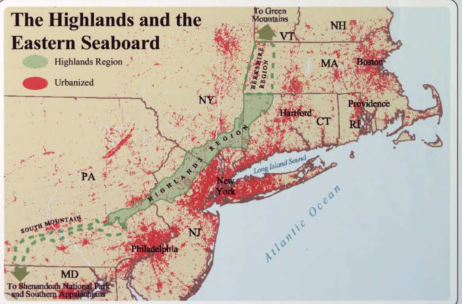 The Highlands and the
Eastern Seaboard
Highlands Region
Urbanized
To Green
Mountains
NH
VT
BERKSHIRE
REGION
MA
Boston
NY
Hartford
Providence
CT
RI
HIGHLANDS REGION
Long Island Sound
PA
New
York
SOUTH MOUNTAIN
NJ
Philadelphia
Atlantic Ocean
MD
To Shenandoah National Park
and Southern Appalachians